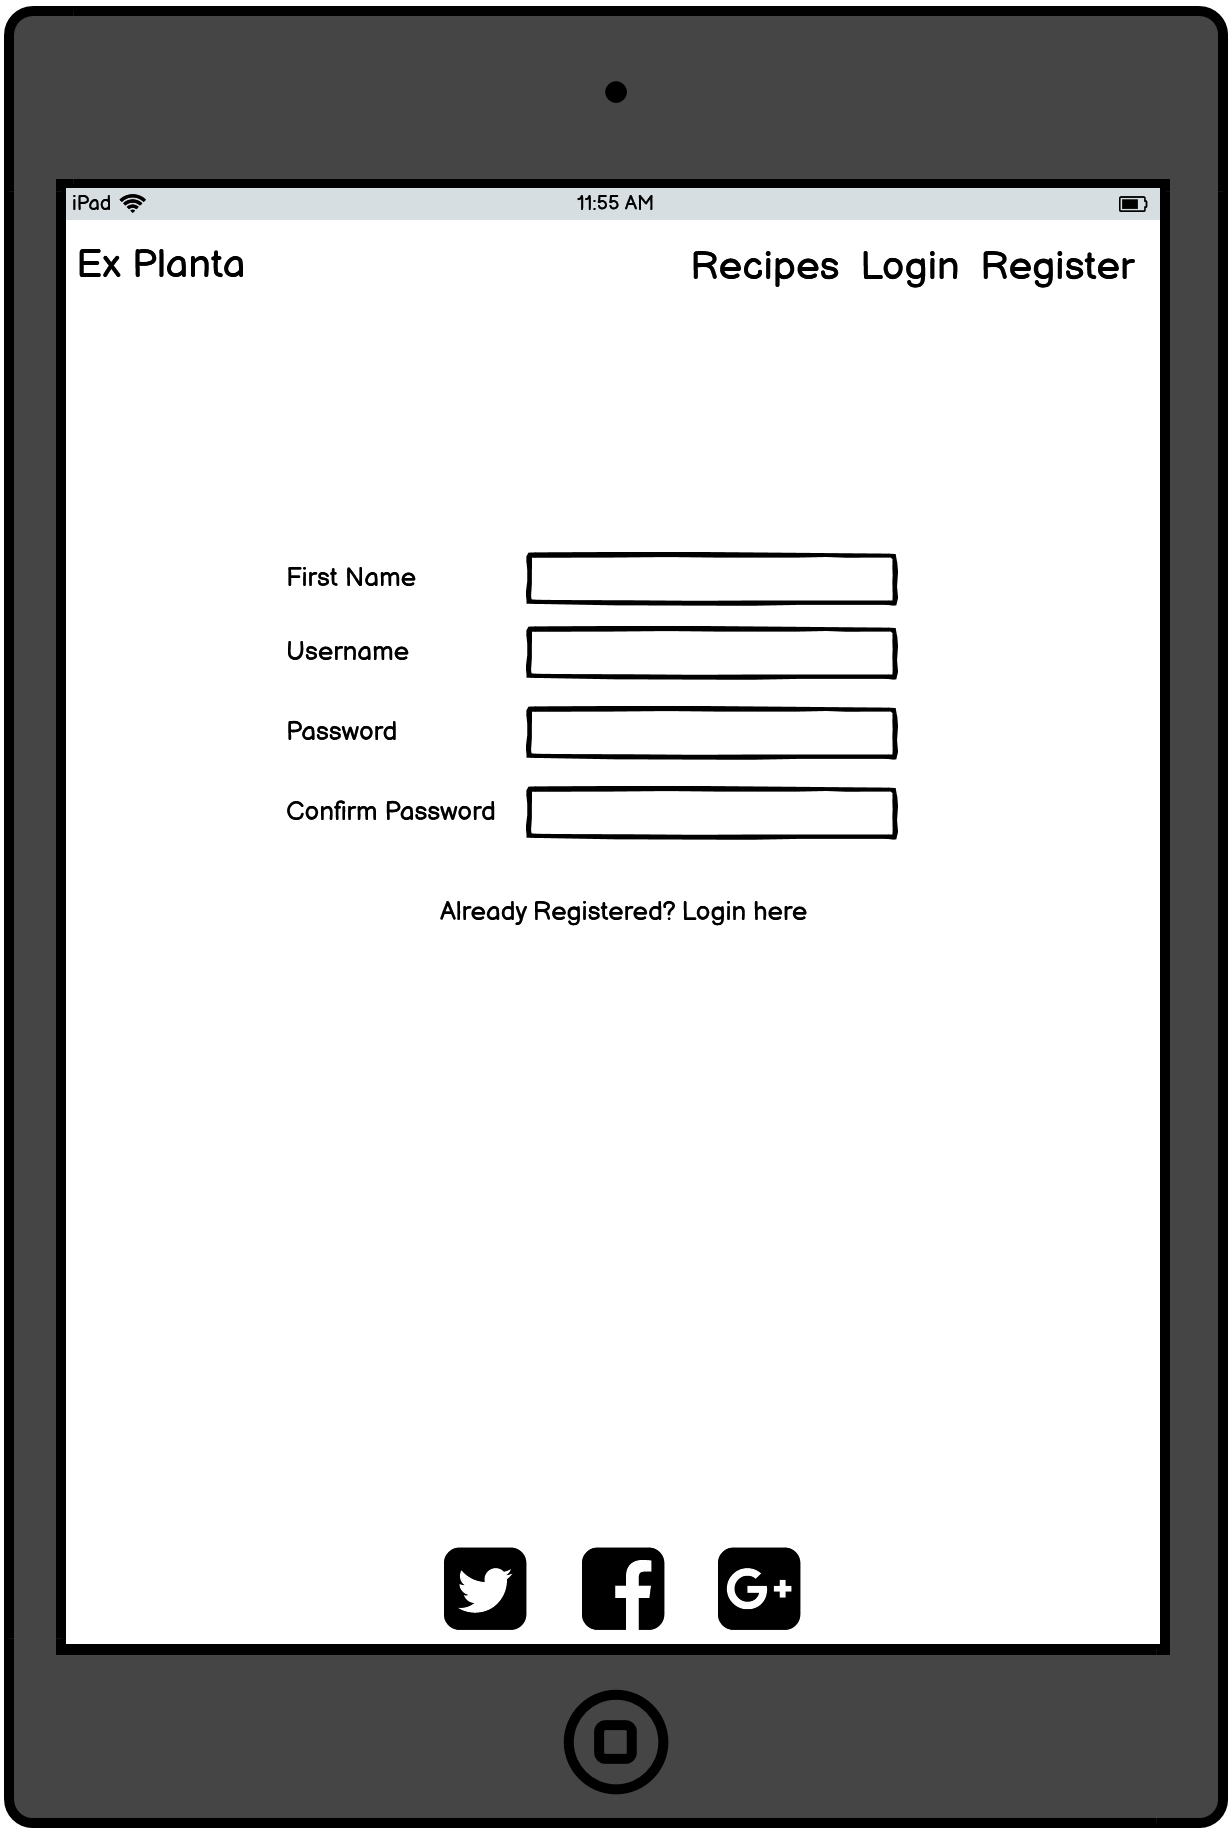 iPad 11:55 AM
Ex Planta Recipes Login Register
First Name
Username
Password
Confirm Password
Already Registered? Login here
G+